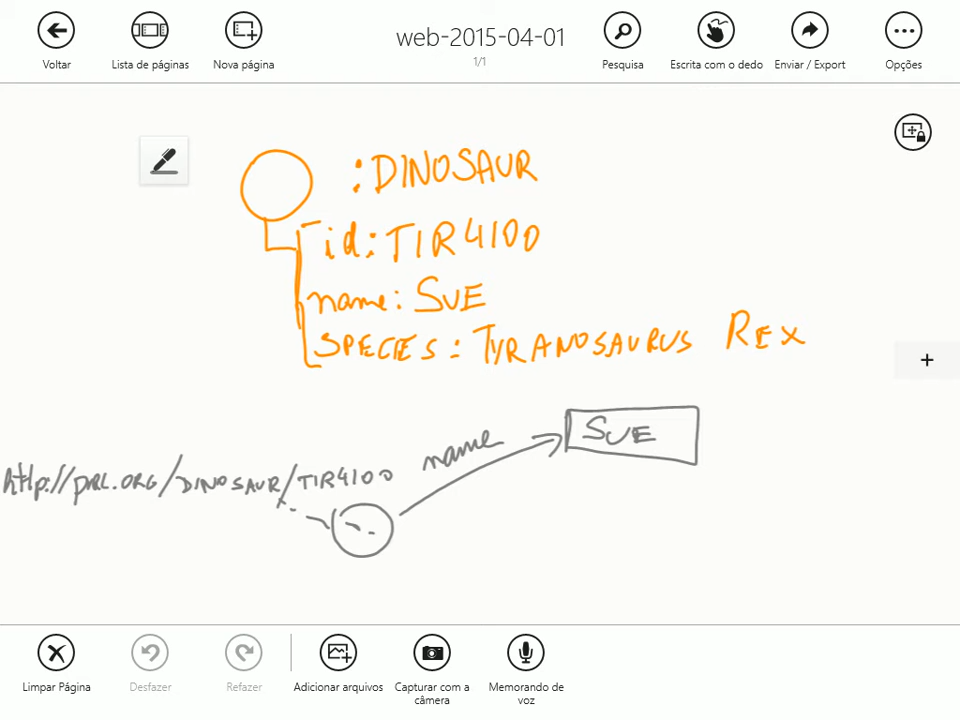 Voltar
Lista de páginas
Nova página
web-2015-04-01
1/1
Pesquisa
Escrita com o dedo
Enviar / Export
Opções
:DINOSAUR
id:TIR4100
name: SUE
SPECIES: TYRANOSAURUS REX
name
SUE
http://purl.org/DINOSAUR/TIR4100
Limpar Página
Desfazer
Refazer
Adicionar arquivos
Capturar com a
câmera
Memorando de
voz